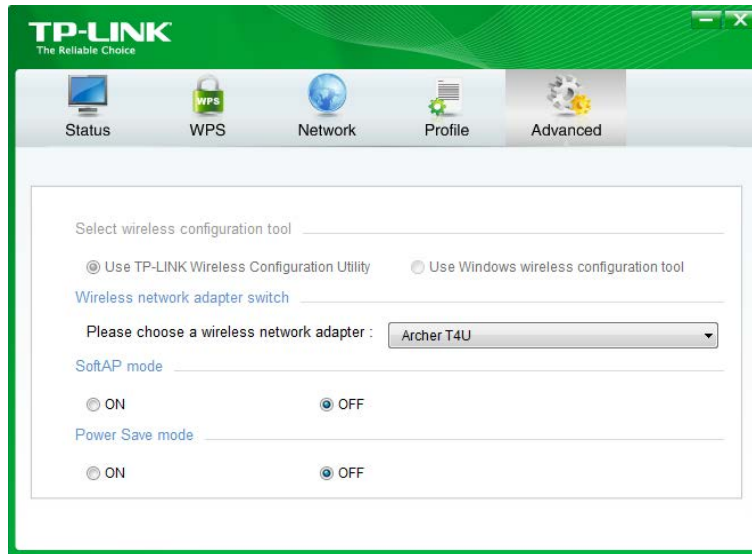 TP-LINK
The Reliable Choice
Status WPS Network Profile Advanced
WPS
Select wireless configuration tool
Use TP-LINK Wireless Configuration Utility Use Windows wireless configuration tool
Wireless network adapter switch
Please choose a wireless network adapter : Archer T4U
SoftAP mode
ON OFF
Power Save mode
ON OFF